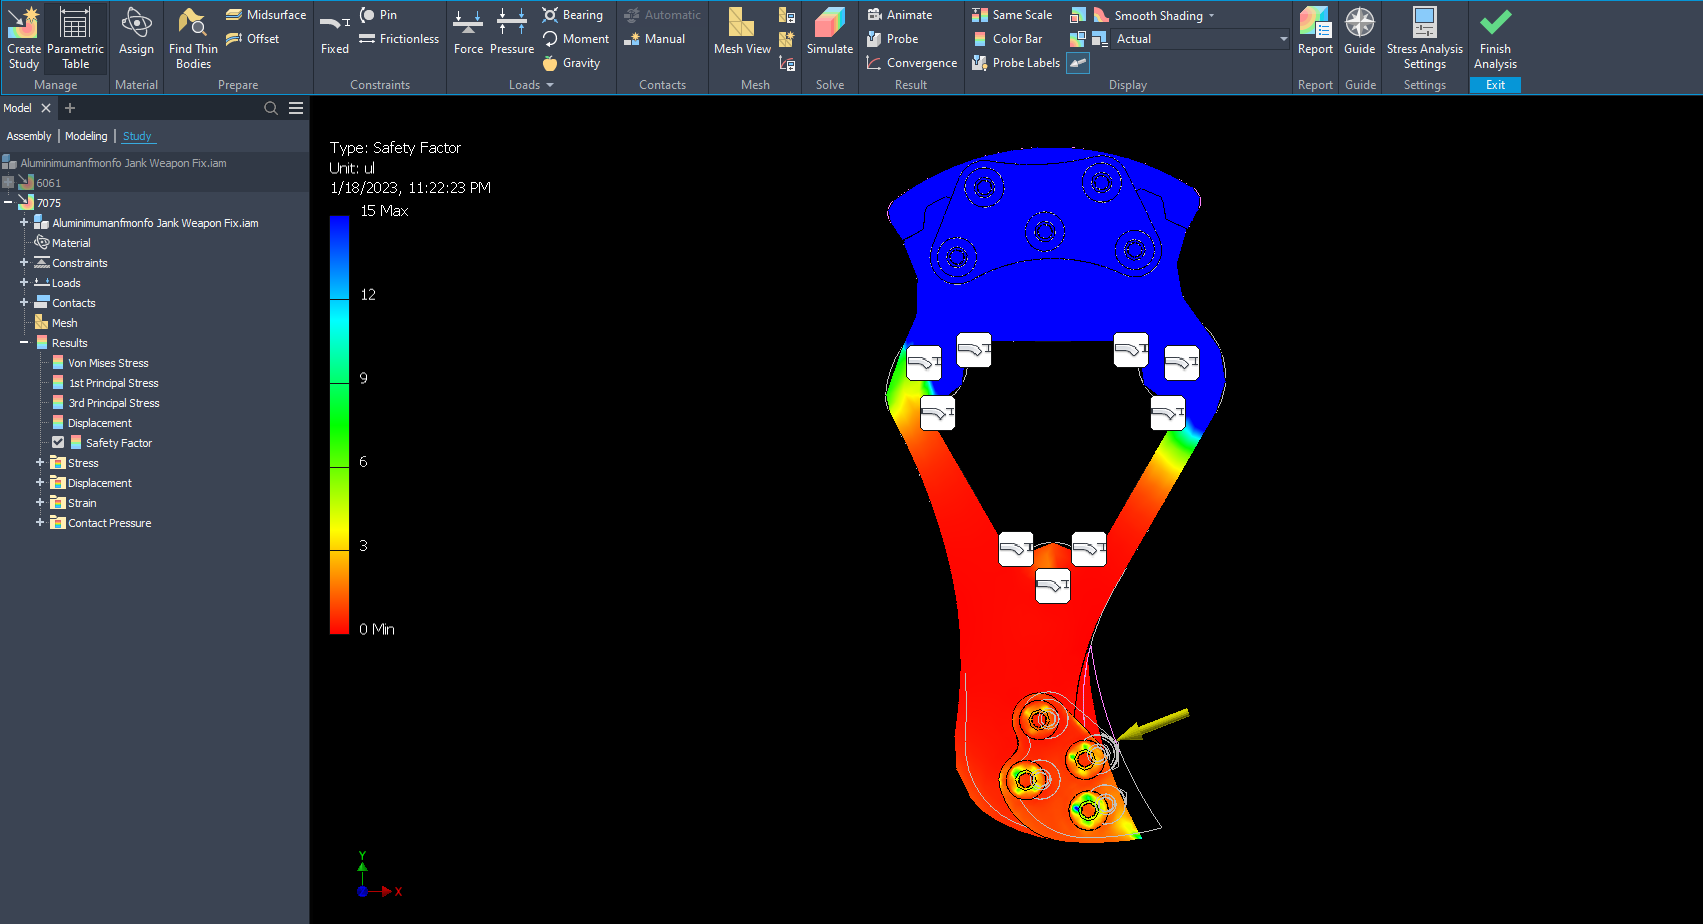 Create Study
Parametric Table
Manage
Assign
Material
Find Thin Bodies
Midsurface
Offset
Prepare
Fixed
Pin
Frictionless
Constraints
Force
Pressure
Bearing
Moment
Gravity
Loads
Automatic
Manual
Contacts
Mesh View
Mesh
Simulate
Solve
Animate
Probe
Convergence
Result
Same Scale
Color Bar
Probe Labels
Smooth Shading
Actual
Display
Report
Report
Guide
Guide
Stress Analysis Settings
Settings
Finish Analysis
Exit
Model
Assembly | Modeling | Study
Aluminimumanfmonfo Jank Weapon Fix.iam
6061
7075
Aluminimumanfmonfo Jank Weapon Fix.iam
Material
Constraints
Loads
Contacts
Mesh
Results
Von Mises Stress
1st Principal Stress
3rd Principal Stress
Displacement
Safety Factor
Stress
Displacement
Strain
Contact Pressure
Type: Safety Factor
Unit: ul
1/18/2023, 11:22:23 PM
15 Max
12
9
6
3
0 Min
Y
X